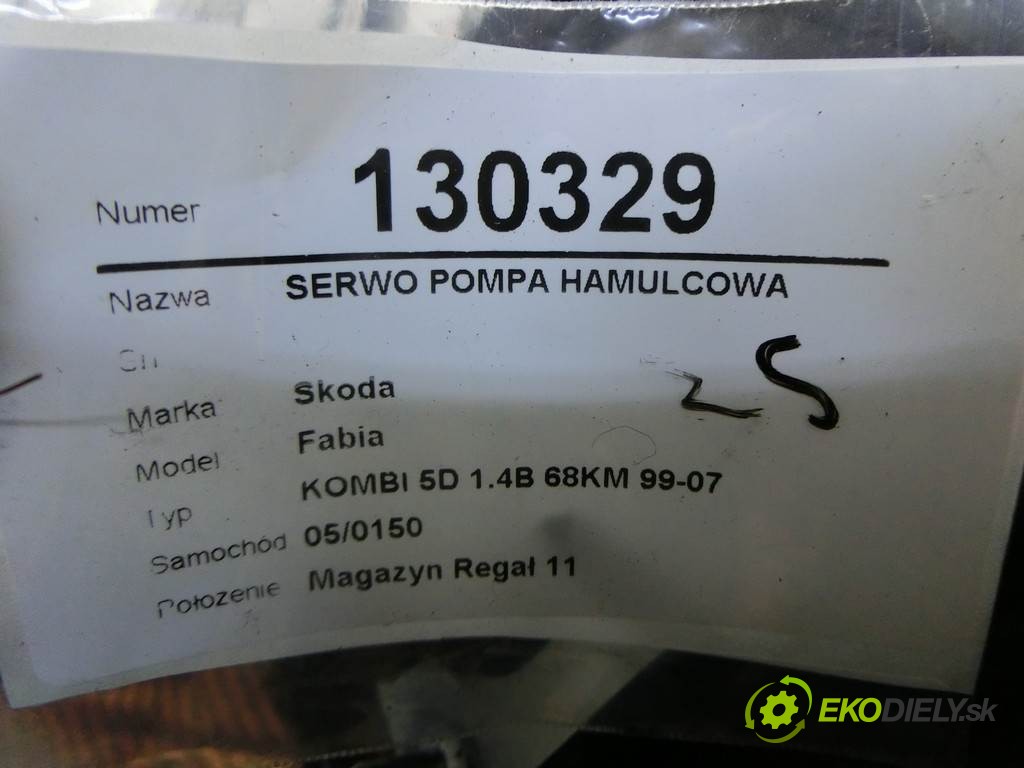 Numer 130329
Nazwa SERWO POMPA HAMULCOWA
Marka Skoda
Model Fabia
Typ KOMBI 5D 1.4B 68KM 99-07
Samochód 05/0150
Położenie Magazyn Regał 11
EKODIELY.sk